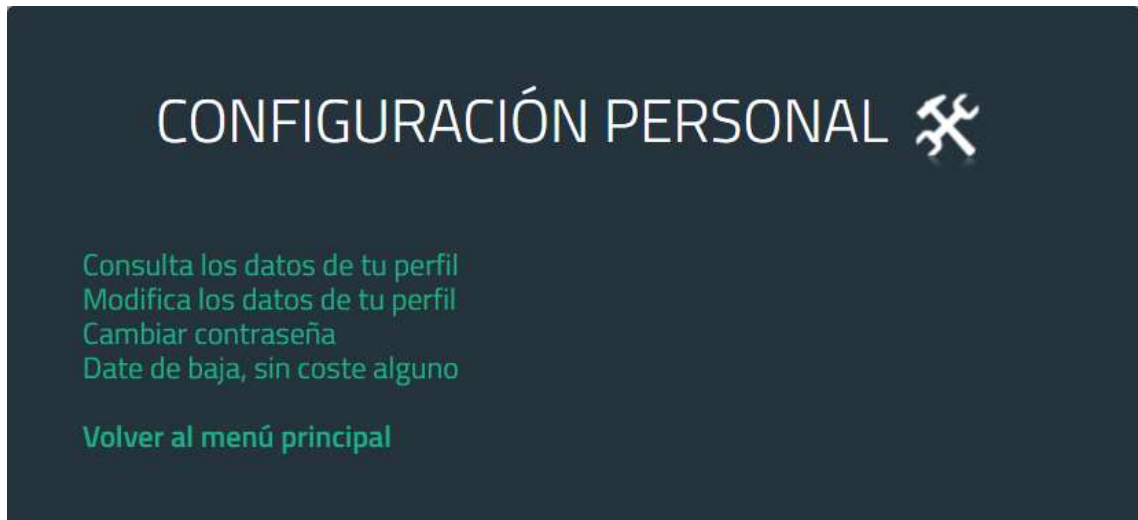 CONFIGURACIÓN PERSONAL
Consulta los datos de tu perfil
Modifica los datos de tu perfil
Cambiar contraseña
Date de baja, sin coste alguno
Volver al menú principal